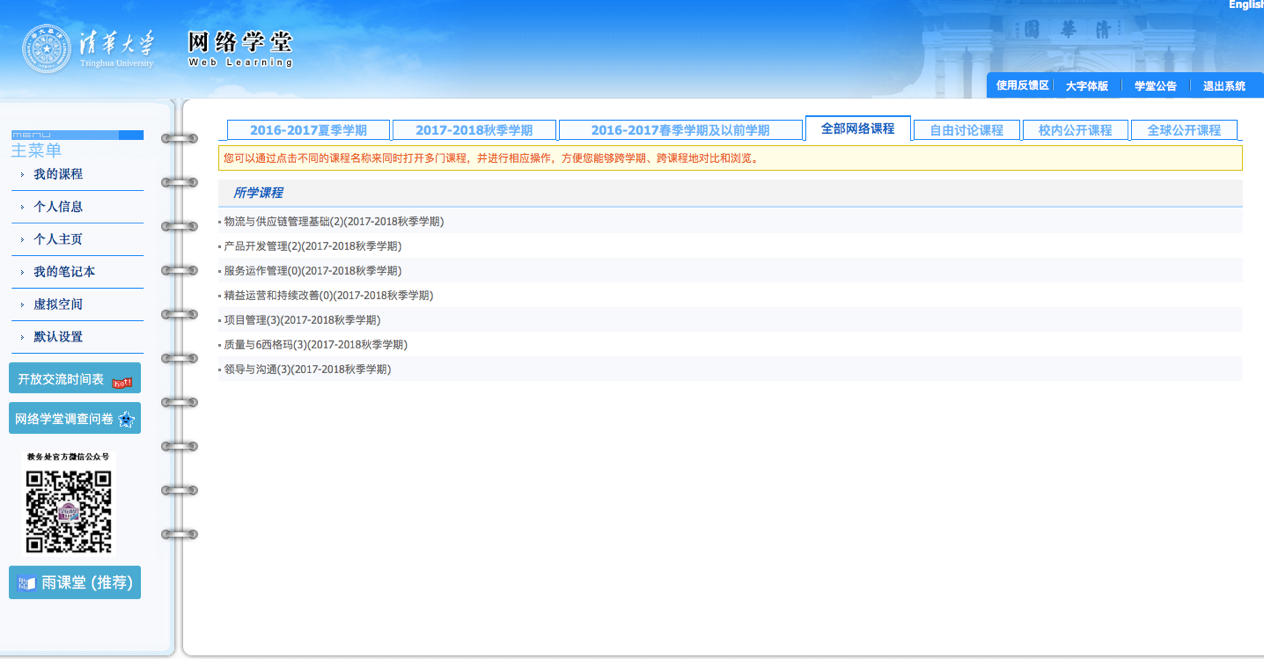 English
清华大学
Tsinghua University
网络学堂
Web Learning
清華園
使用反馈区
大字体版
学堂公告
退出系统
MENU
主菜单
我的课程
个人信息
个人主页
我的笔记本
虚拟空间
默认设置
开放交流时间表 hot!
网络学堂调查问卷
教务处官方微信公众号
雨课堂 (推荐)
2016-2017夏季学期
2017-2018秋季学期
2016-2017春季学期及以前学期
全部网络课程
自由讨论课程
校内公开课程
全球公开课程
您可以通过点击不同的课程名称来同时打开多门课程，并进行相应操作，方便您能够跨学期、跨课程地对比和浏览。
所学课程
物流与供应链管理基础(2)(2017-2018秋季学期)
产品开发管理(2)(2017-2018秋季学期)
服务运作管理(0)(2017-2018秋季学期)
精益运营和持续改善(0)(2017-2018秋季学期)
项目管理(3)(2017-2018秋季学期)
质量与6西格玛(3)(2017-2018秋季学期)
领导与沟通(3)(2017-2018秋季学期)